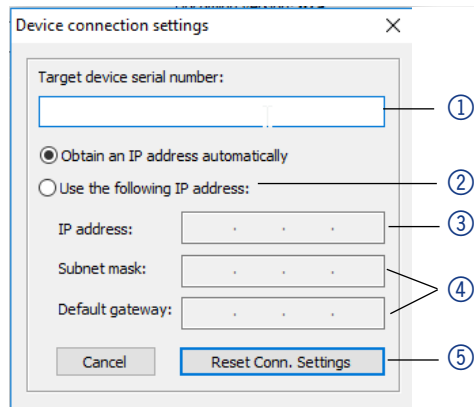 Device connection settings
Target device serial number:
①
Obtain an IP address automatically
Use the following IP address:
②
IP address: . . .
③
Subnet mask: . . .
④
Default gateway: . . .
Cancel
Reset Conn. Settings
⑤